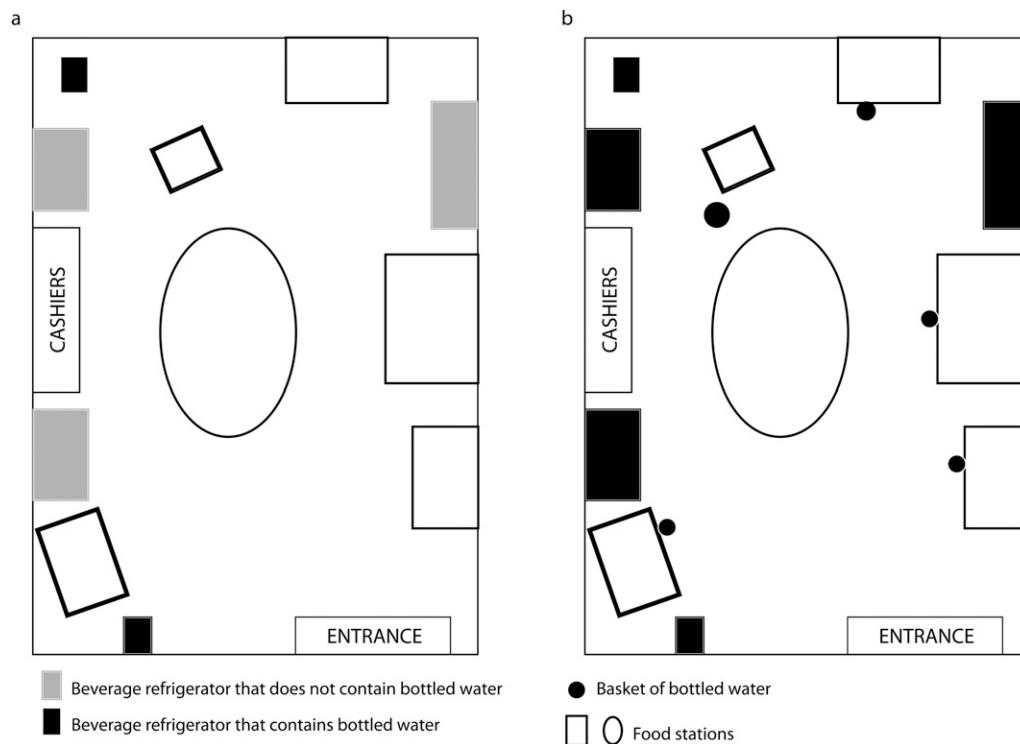 a
CASHIERS
ENTRANCE
Beverage refrigerator that does not contain bottled water
Beverage refrigerator that contains bottled water
b
CASHIERS
ENTRANCE
Basket of bottled water
Food stations